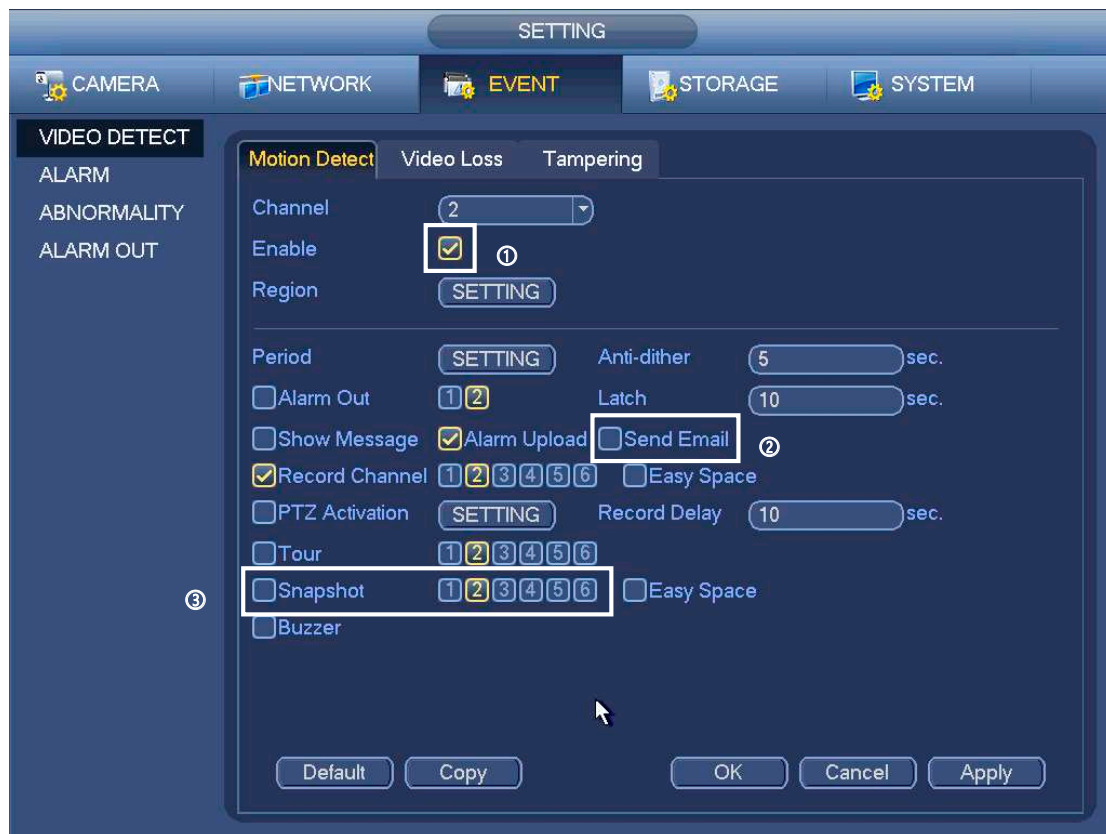 SETTING
CAMERA NETWORK EVENT STORAGE SYSTEM
VIDEO DETECT
ALARM
ABNORMALITY
ALARM OUT
Motion Detect Video Loss Tampering
Channel 2
Enable ①
Region SETTING
Period SETTING Anti-dither 5 sec.
Alarm Out 1 2 Latch 10 sec.
Show Message Alarm Upload Send Email ②
Record Channel 1 2 3 4 5 6 Easy Space
PTZ Activation SETTING Record Delay 10 sec.
Tour 1 2 3 4 5 6
③ Snapshot 1 2 3 4 5 6 Easy Space
Buzzer
Default Copy OK Cancel Apply